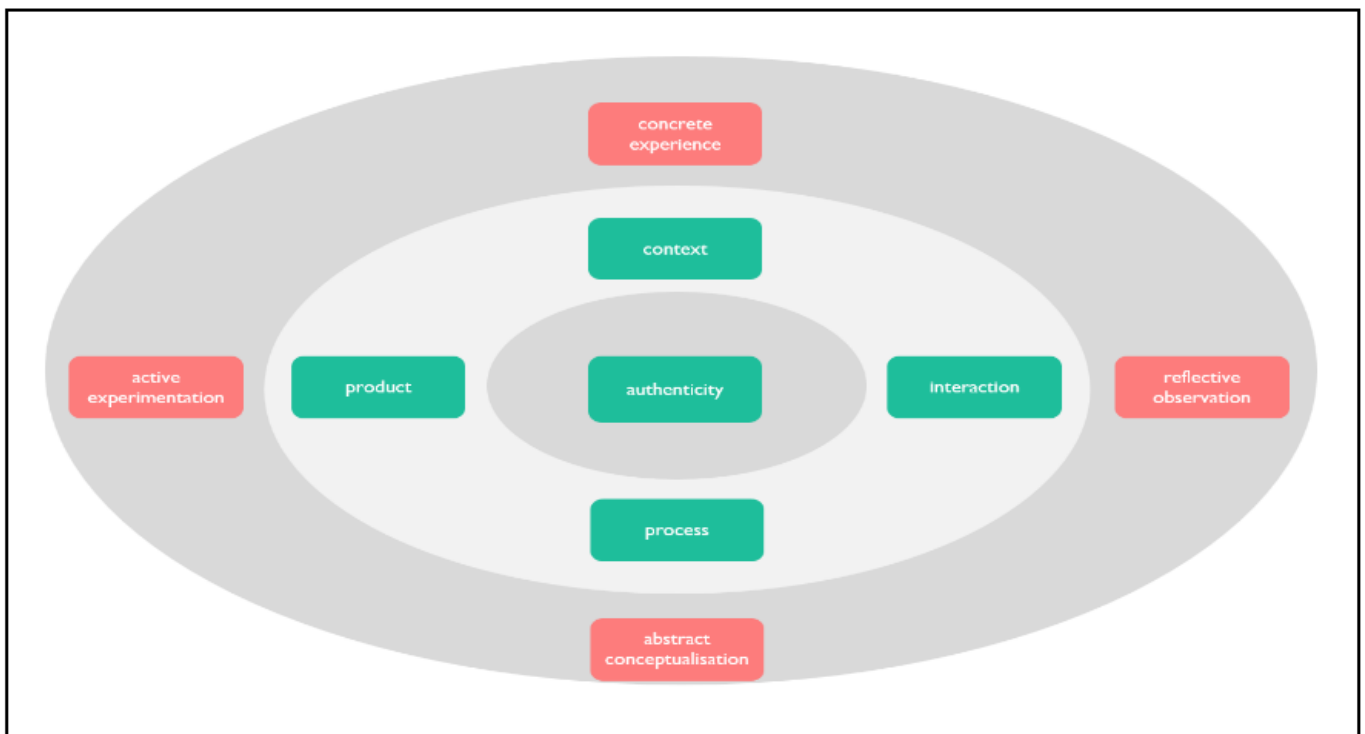 concrete
experience
context
active
experimentation
product
authenticity
interaction
reflective
observation
process
abstract
conceptualisation